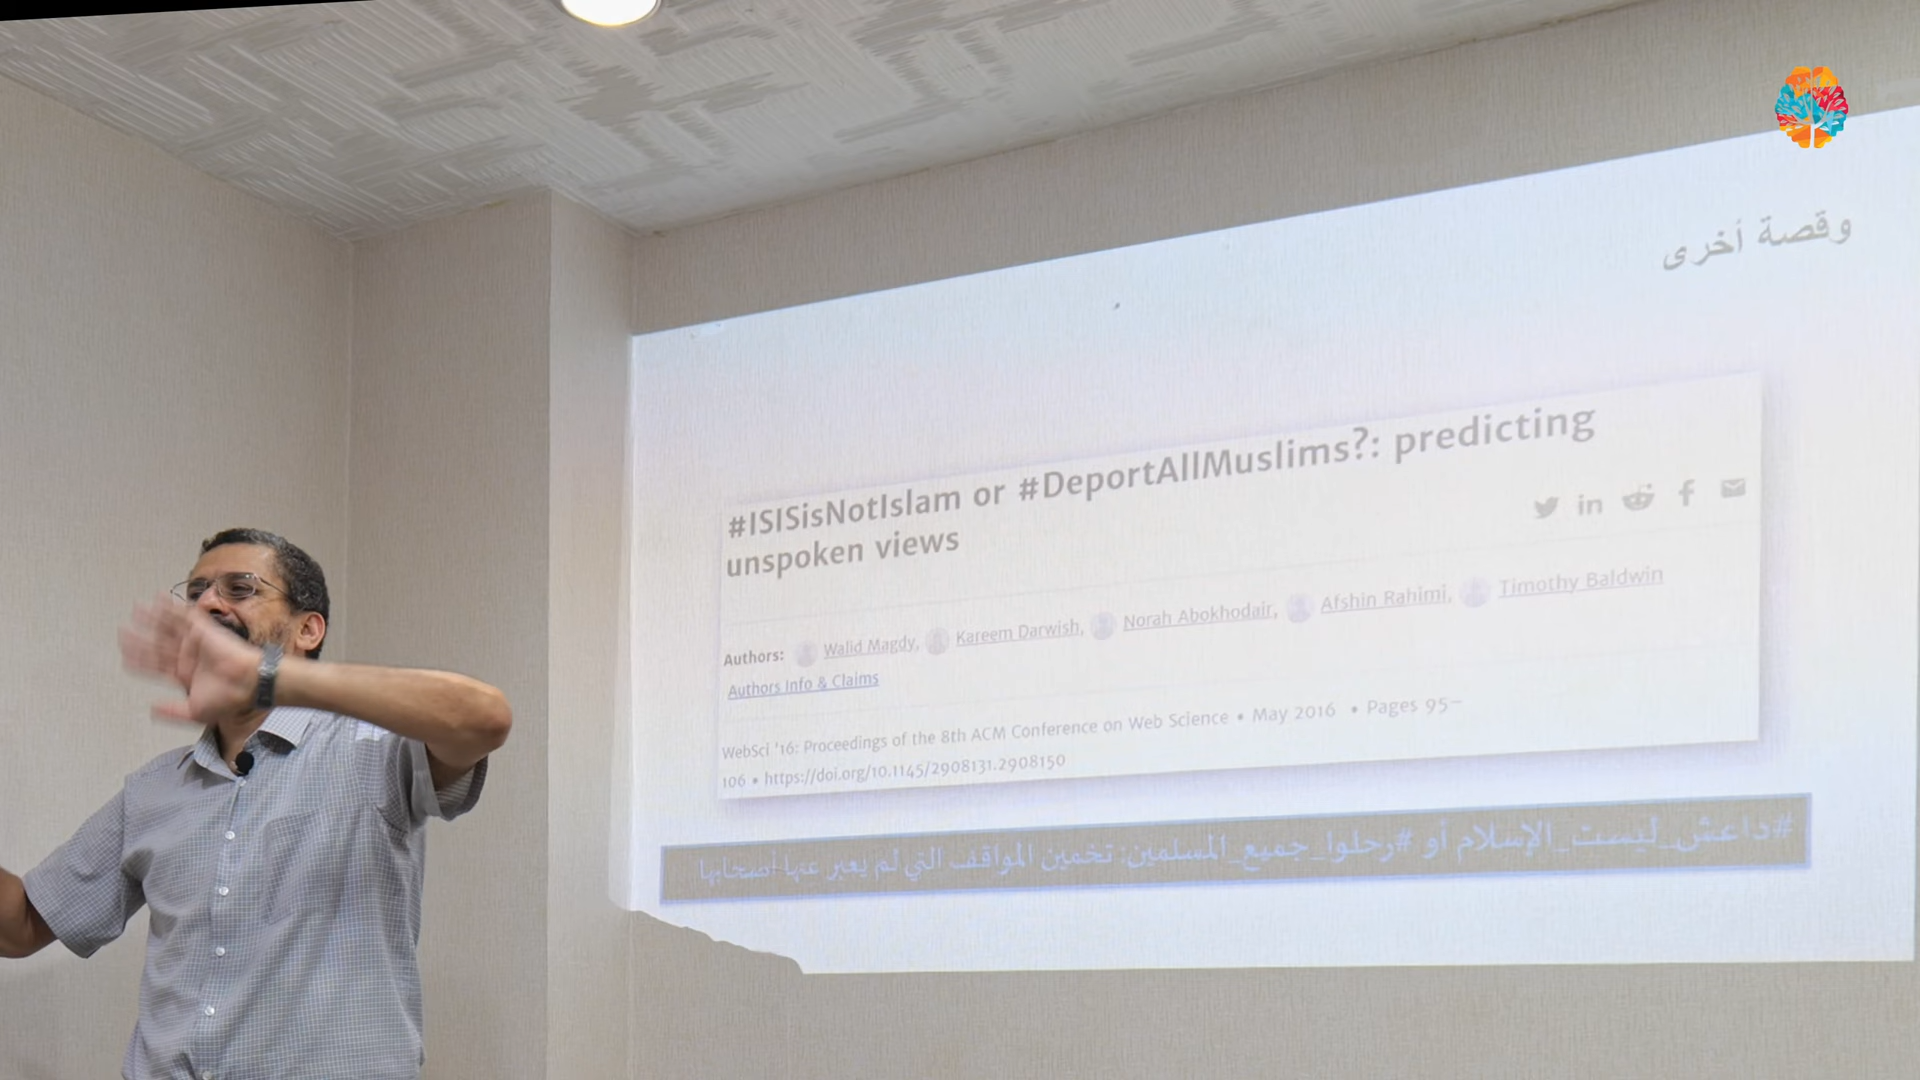 وقصة أخرى
#ISISisNotIslam or #DeportAllMuslims?: predicting
unspoken views
Authors: Walid Magdy, Kareem Darwish, Norah Abokhodair, Afshin Rahimi, Timothy Baldwin
Authors Info & Claims
WebSci '16: Proceedings of the 8th ACM Conference on Web Science • May 2016 • Pages 95–
106 • https://doi.org/10.1145/2908131.2908150
#داعش_ليست_الإسلام أو #رحلوا_جميع_المسلمين: تخمين المواقف التي لم يعبر عنها أصحابها